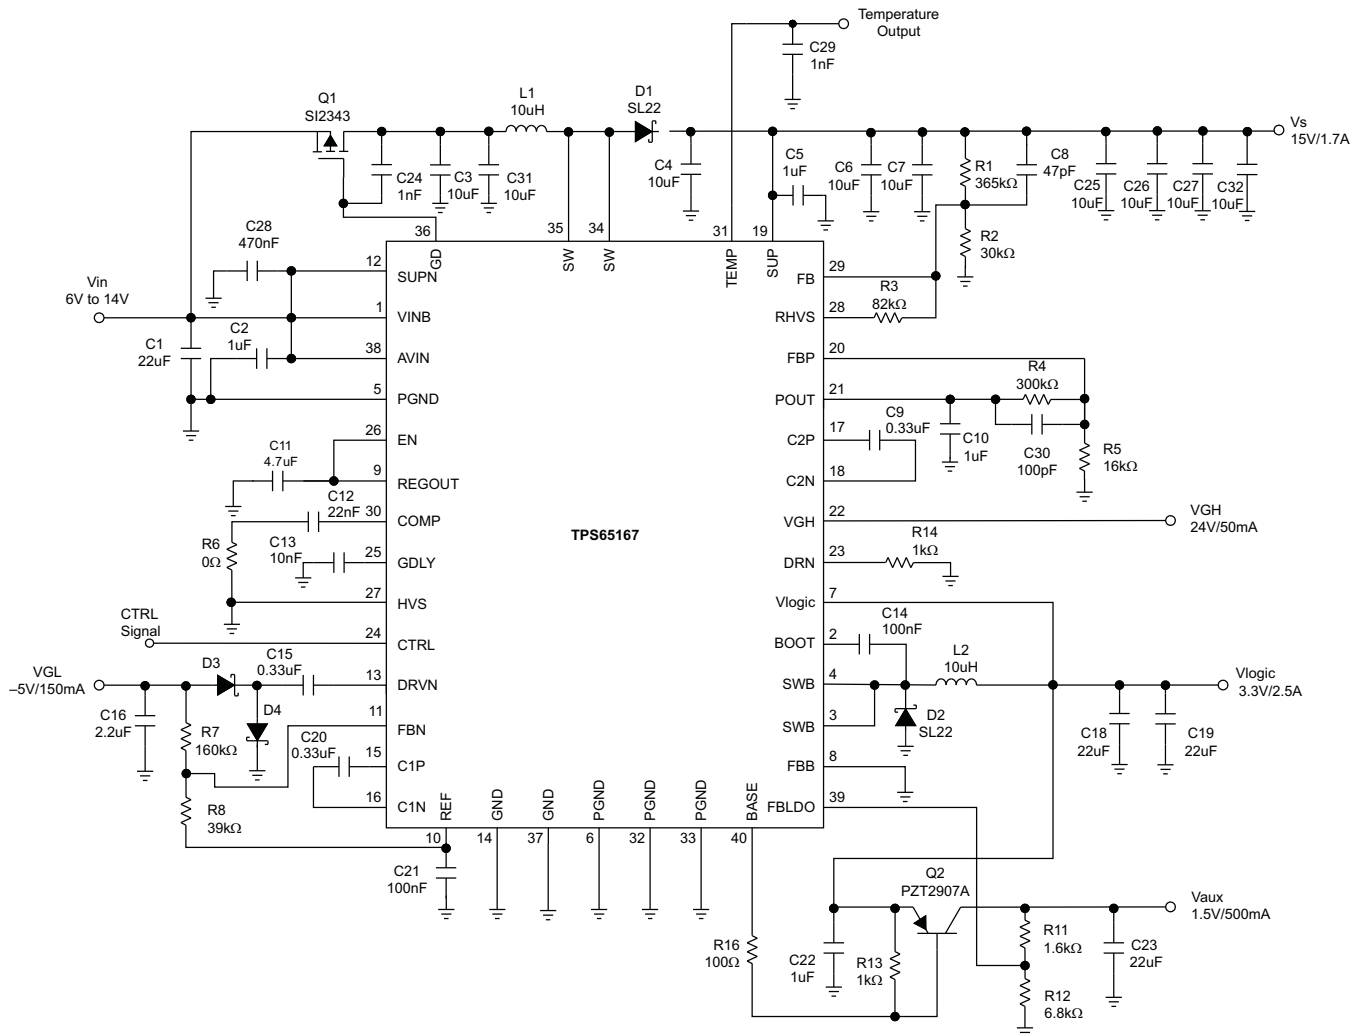 Temperature
Output
C29
1nF
Q1
SI2343
L1
10uH
D1
SL22
Vs
15V/1.7A
C24
1nF
C3
10uF
C31
10uF
C4
10uF
C5
1uF
C6
10uF
C7
10uF
R1
365kΩ
C8
47pF
C25
10uF
C26
10uF
C27
10uF
C32
10uF
R2
30kΩ
C28
470nF
36
35
34
31
19
GD
SW
SW
TEMP
SUP
Vin
6V to 14V
C1
22uF
C2
1uF
12
SUPN
1
VINB
38
AVIN
5
PGND
26
EN
9
REGOUT
30
COMP
25
GDLY
27
HVS
24
CTRL
13
DRVN
11
FBN
15
C1P
16
C1N
C11
4.7uF
C12
22nF
R6
0Ω
C13
10nF
CTRL
Signal
VGL
–5V/150mA
D3
C15
0.33uF
D4
C16
2.2uF
R7
160kΩ
C20
0.33uF
R8
39kΩ
TPS65167
FB
29
RHVS
28
FBP
20
POUT
21
C2P
17
C2N
18
VGH
22
DRN
23
Vlogic
7
BOOT
2
SWB
4
SWB
3
FBB
8
FBLDO
39
R3
82kΩ
R4
300kΩ
C9
0.33uF
C10
1uF
C30
100pF
R5
16kΩ
VGH
24V/50mA
R14
1kΩ
C14
100nF
L2
10uH
Vlogic
3.3V/2.5A
D2
SL22
C18
22uF
C19
22uF
REF
GND
GND
PGND
PGND
PGND
BASE
10
14
37
6
32
33
40
C21
100nF
Q2
PZT2907A
Vaux
1.5V/500mA
R16
100Ω
C22
1uF
R13
1kΩ
R11
1.6kΩ
C23
22uF
R12
6.8kΩ